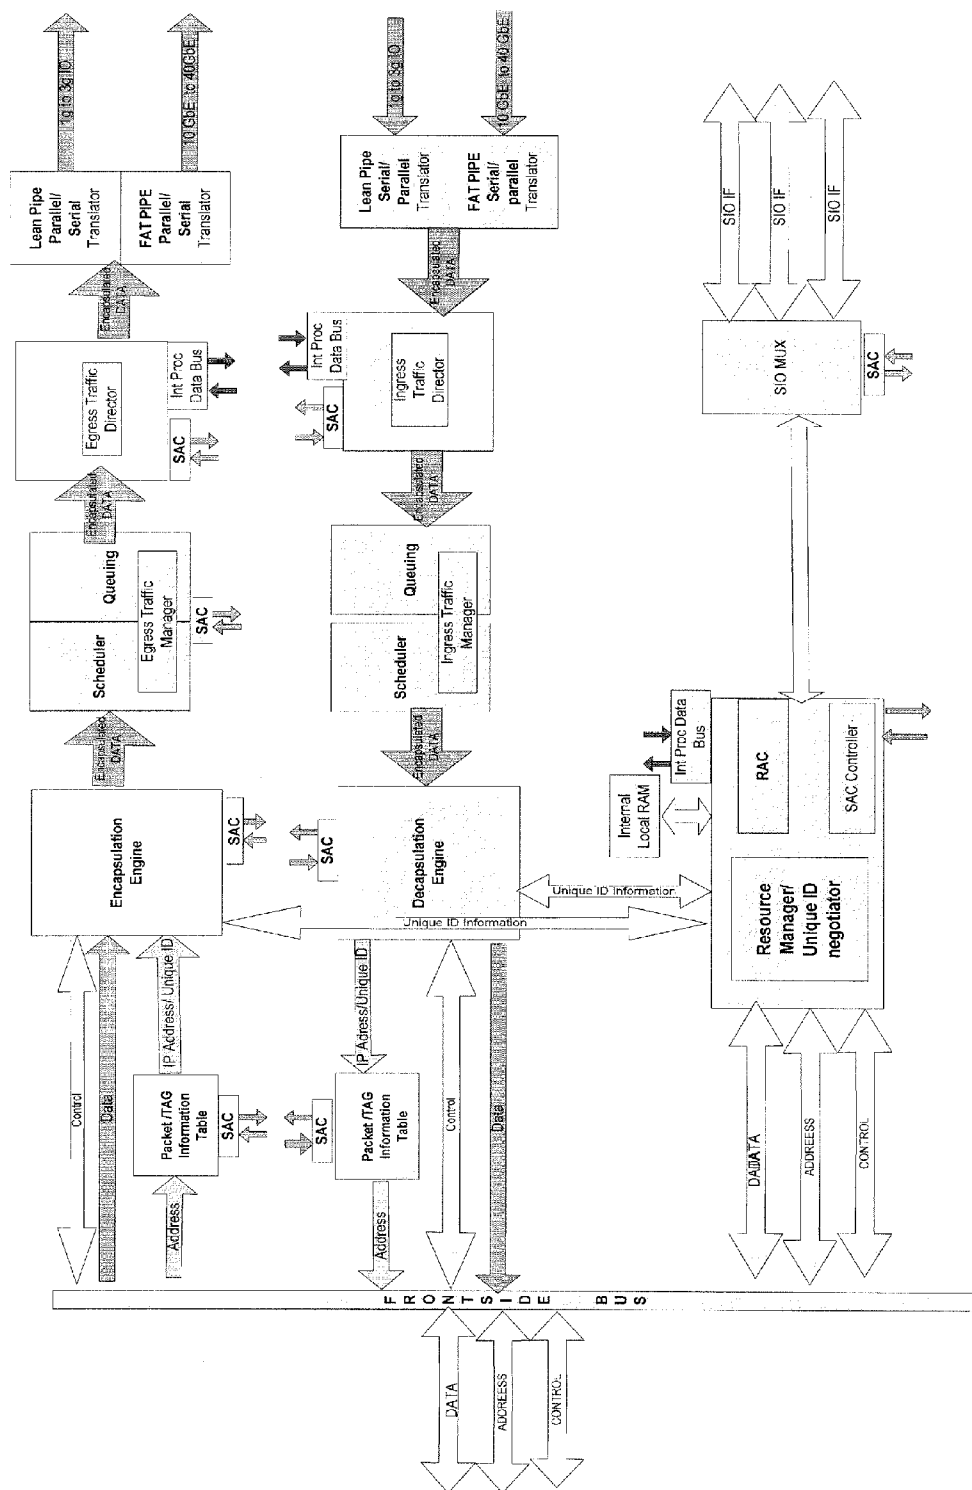 1g to 3g IO
10 GbE to 40GbE
Lean Pipe
Parallel/
Serial
Translator
FAT PIPE
Parallel/
Serial
Translator
Encapsulated
DATA
Egress Traffic
Director
Int Proc
Data Bus
SAC
Encapsulated
DATA
Queuing
Scheduler
Egress Traffic
Manager
SAC
Encapsulated
DATA
Encapsulation
Engine
SAC
Control
Data
IP Address/ Unique ID
Packet /TAG
Information
Table
SAC
Address
1g to 3g IO
10 GbE to 40 GbE
Lean Pipe
Serial/
Parallel
Translator
FAT PIPE
Serial/
parallel
Translator
Encapsulated
DATA
Int Proc
Data Bus
SAC
Ingress
Traffic
Director
Encapsulated
DATA
Queuing
Scheduler
Ingress Traffic
Manager
Encapsulated
DATA
SAC
Decapsulation
Engine
Unique ID Information
Unique ID Information
IP Adress/Unique ID
SAC
Packet /TAG
Information
Table
Address
Control
Data
FRONTSIDE BUS
DATA
ADDREESS
CONTROL
SIO IF
SIO IF
SIO IF
SIO MUX
SAC
Int Proc Data
Bus
Internal
Local RAM
RAC
SAC Controller
Resource
Manager/
Unique ID
negotiator
DADATA
ADDREESS
CONTROL